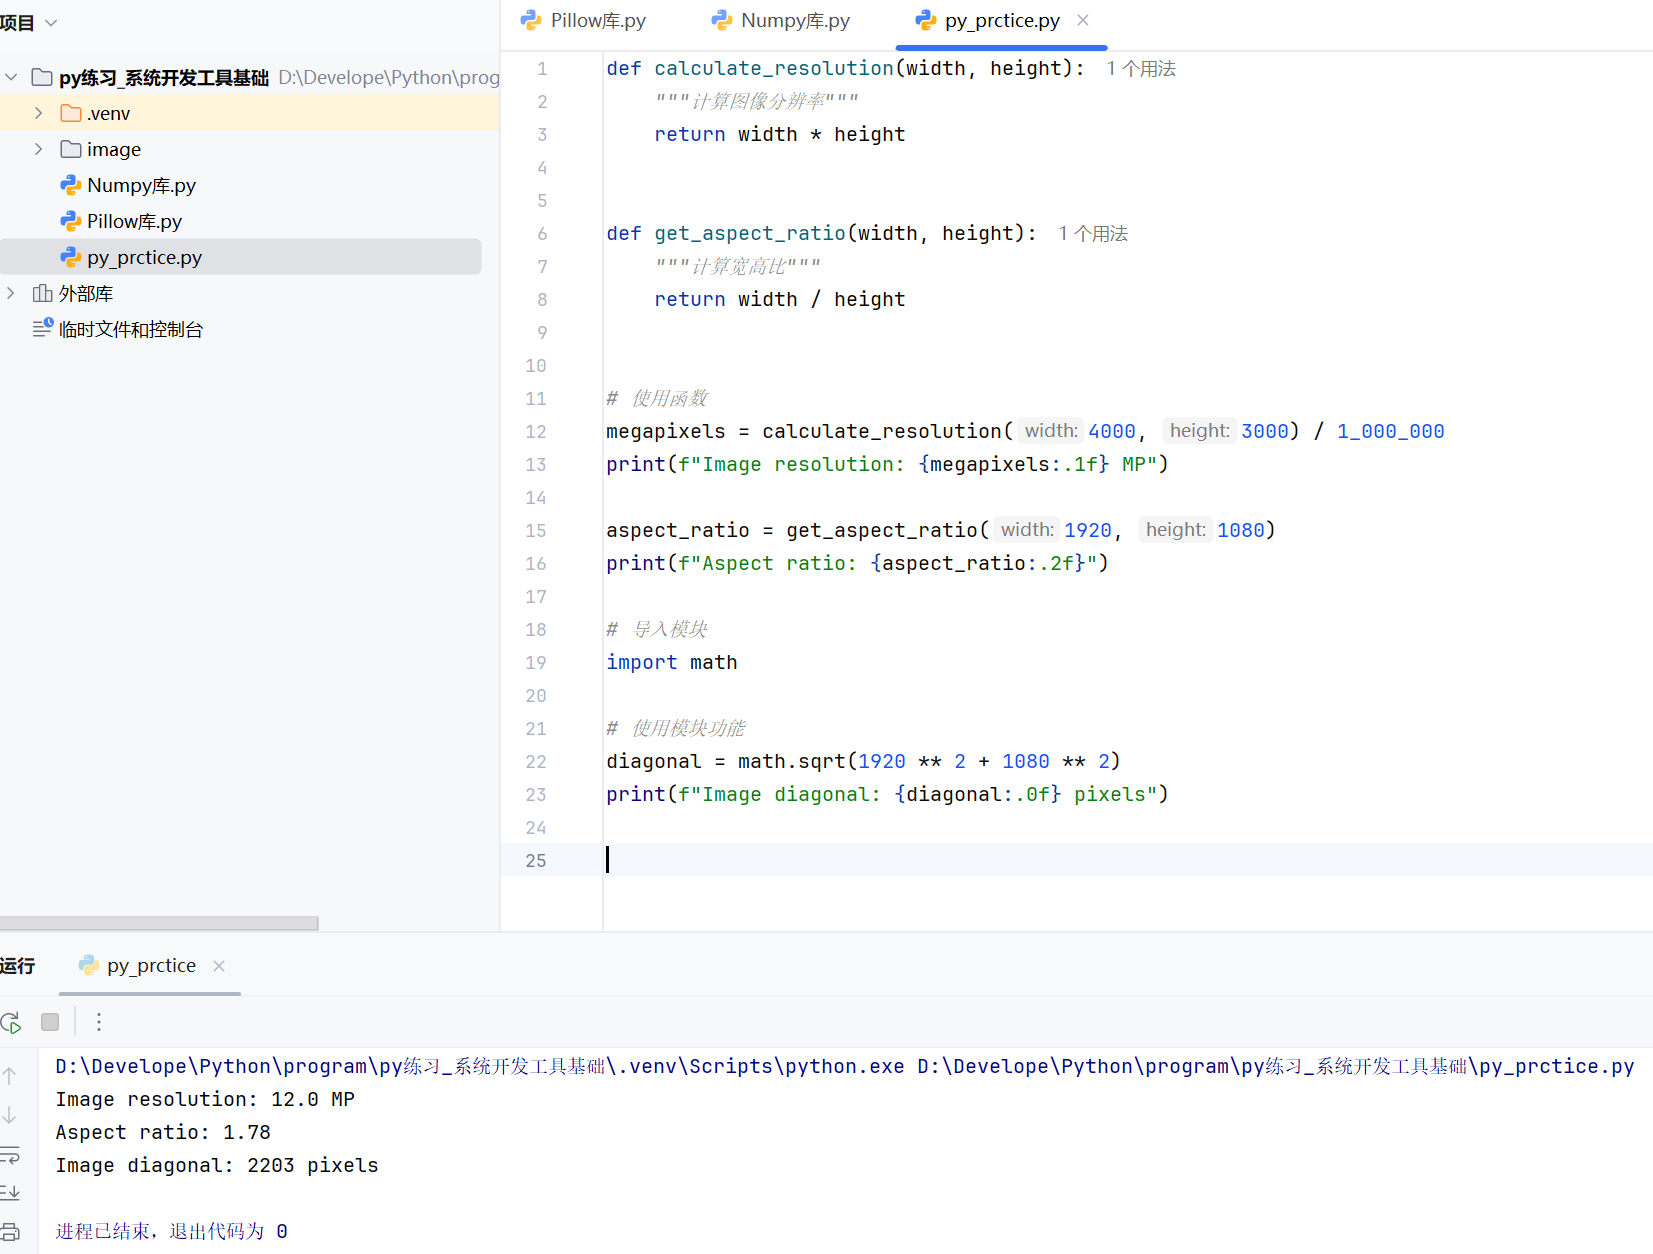 项目
Pillow库.py
Numpy库.py
py_prctice.py
py练习_系统开发工具基础 D:\Develope\Python\prog
.venv
image
Numpy库.py
Pillow库.py
py_prctice.py
外部库
临时文件和控制台
1 def calculate_resolution(width, height): 1 个用法
2 """计算图像分辨率"""
3 return width * height
4
5
6 def get_aspect_ratio(width, height): 1 个用法
7 """计算宽高比"""
8 return width / height
9
10
11 # 使用函数
12 megapixels = calculate_resolution( width: 4000, height: 3000) / 1_000_000
13 print(f"Image resolution: {megapixels:.1f} MP")
14
15 aspect_ratio = get_aspect_ratio( width: 1920, height: 1080)
16 print(f"Aspect ratio: {aspect_ratio:.2f}")
17
18 # 导入模块
19 import math
20
21 # 使用模块功能
22 diagonal = math.sqrt(1920 ** 2 + 1080 ** 2)
23 print(f"Image diagonal: {diagonal:.0f} pixels")
24
25
运行 py_prctice
D:\Develope\Python\program\py练习_系统开发工具基础\.venv\Scripts\python.exe D:\Develope\Python\program\py练习_系统开发工具基础\py_prctice.py
Image resolution: 12.0 MP
Aspect ratio: 1.78
Image diagonal: 2203 pixels
进程已结束，退出代码为 0